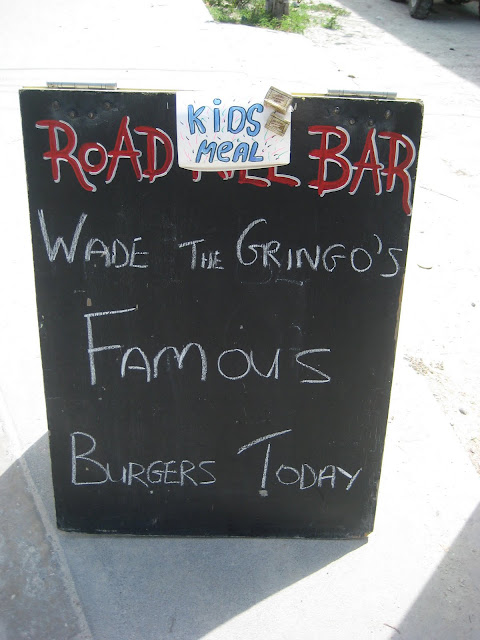 KiDS
MEAL
ROAD BAR
WADE THE GRINGO'S
FAMOUS
BURGERS TODAY